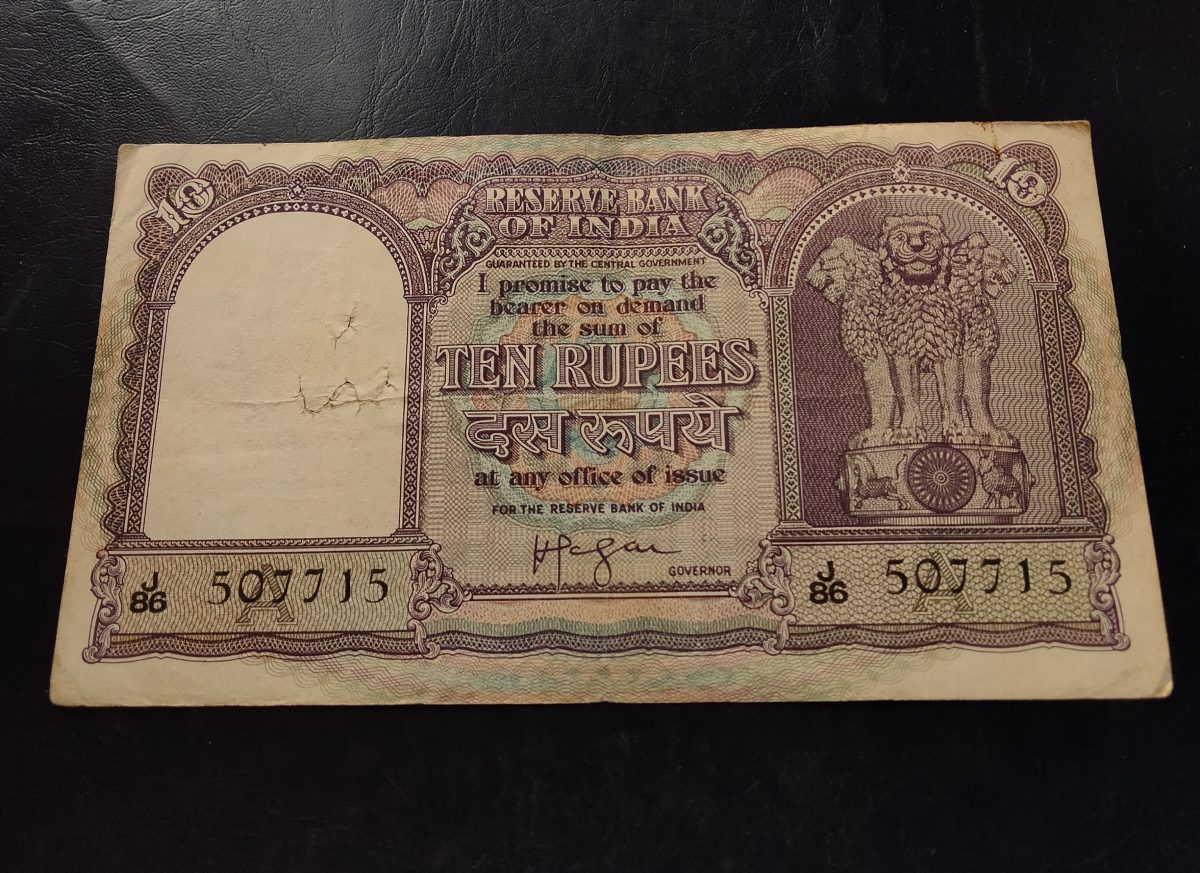 10
10
RESERVE BANK
OF INDIA
GUARANTEED BY THE CENTRAL GOVERNMENT
I promise to pay the
bearer on demand
the sum of
TEN RUPEES
दस रुपये
at any office of issue
FOR THE RESERVE BANK OF INDIA
GOVERNOR
J
86 507715
A
J
86 507715
A